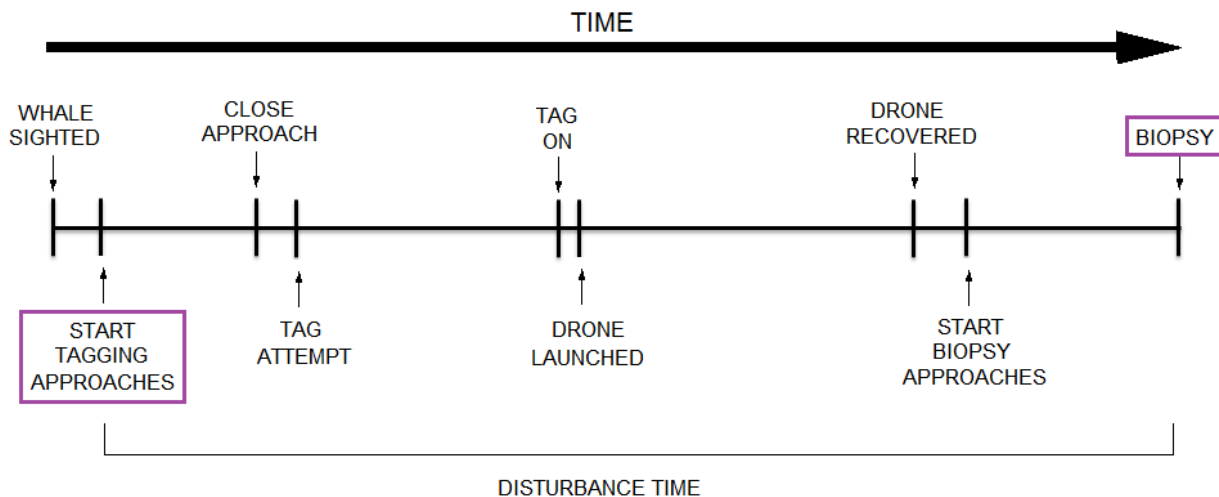 TIME
WHALE
SIGHTED
CLOSE
APPROACH
TAG
ON
DRONE
RECOVERED
BIOPSY
START
TAGGING
APPROACHES
TAG
ATTEMPT
DRONE
LAUNCHED
START
BIOPSY
APPROACHES
DISTURBANCE TIME